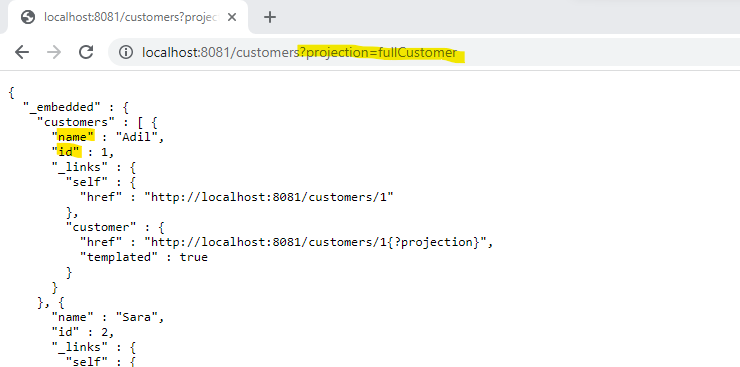 localhost:8081/customers?projec
localhost:8081/customers?projection=fullCustomer
{
  "_embedded" : {
    "customers" : [ {
      "name" : "Adil",
      "id" : 1,
      "_links" : {
        "self" : {
          "href" : "http://localhost:8081/customers/1"
        },
        "customer" : {
          "href" : "http://localhost:8081/customers/1{?projection}",
          "templated" : true
        }
      }
    }, {
      "name" : "Sara",
      "id" : 2,
      "_links" : {
        "self" : {